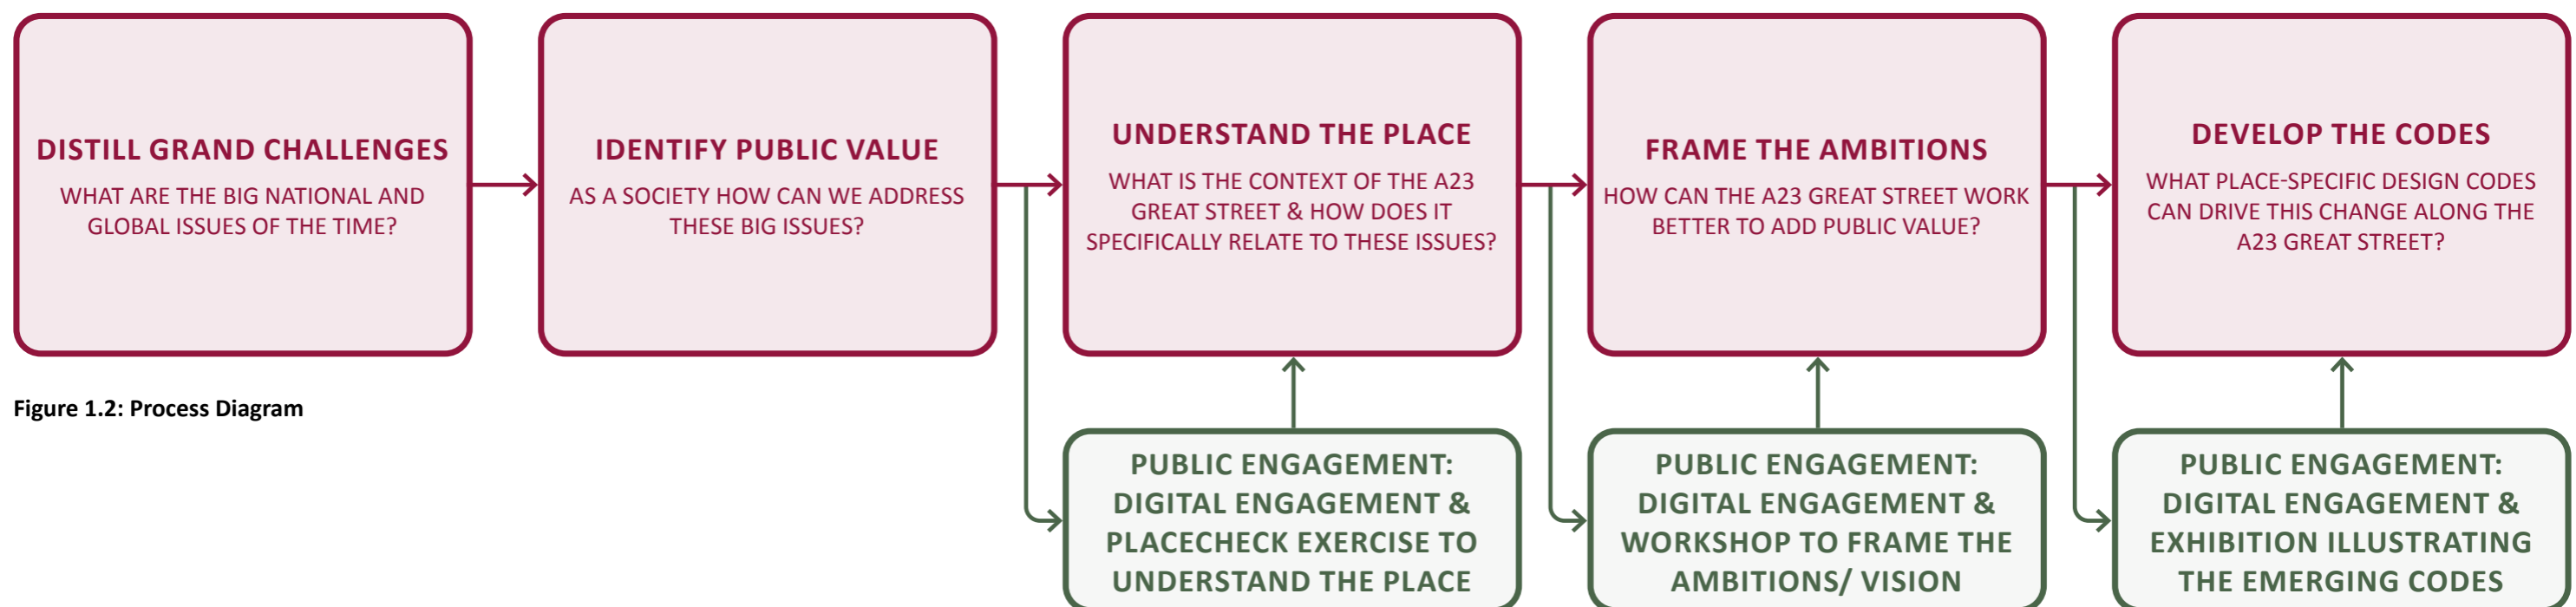 DISTILL GRAND CHALLENGES
WHAT ARE THE BIG NATIONAL AND
GLOBAL ISSUES OF THE TIME?
IDENTIFY PUBLIC VALUE
AS A SOCIETY HOW CAN WE ADDRESS
THESE BIG ISSUES?
UNDERSTAND THE PLACE
WHAT IS THE CONTEXT OF THE A23
GREAT STREET & HOW DOES IT
SPECIFICALLY RELATE TO THESE ISSUES?
FRAME THE AMBITIONS
HOW CAN THE A23 GREAT STREET WORK
BETTER TO ADD PUBLIC VALUE?
DEVELOP THE CODES
WHAT PLACE-SPECIFIC DESIGN CODES
CAN DRIVE THIS CHANGE ALONG THE
A23 GREAT STREET?
Figure 1.2: Process Diagram
PUBLIC ENGAGEMENT:
DIGITAL ENGAGEMENT &
PLACECHECK EXERCISE TO
UNDERSTAND THE PLACE
PUBLIC ENGAGEMENT:
DIGITAL ENGAGEMENT &
WORKSHOP TO FRAME THE
AMBITIONS/ VISION
PUBLIC ENGAGEMENT:
DIGITAL ENGAGEMENT &
EXHIBITION ILLUSTRATING
THE EMERGING CODES